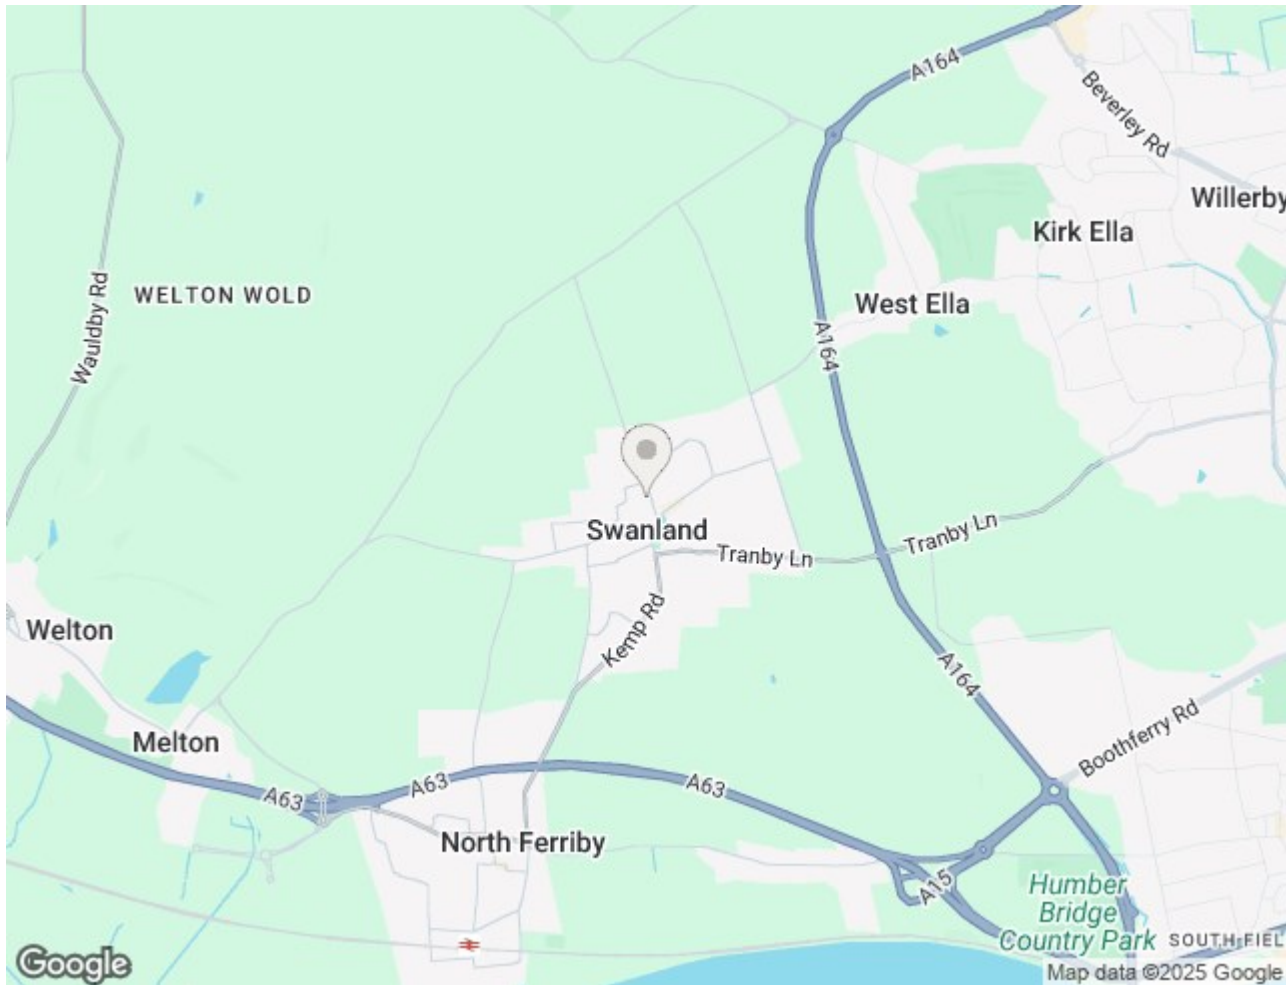 A164
Beverley Rd
Willerby
Kirk Ella
Wauldby Rd
WELTON WOLD
West Ella
A164
Swanland
Tranby Ln
Tranby Ln
Kemp Rd
Welton
A164
Melton
Boothferry Rd
A63
A63
A63
North Ferriby
A15
Humber
Bridge
Country Park
SOUTH FIEL
Google
Map data ©2025 Google